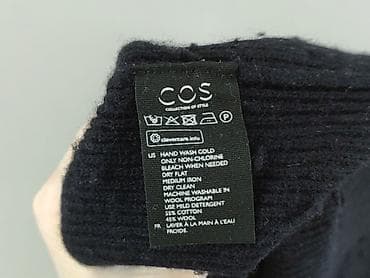 COS
COLLECTION OF STYLE
P
clevercare.info
US HAND WASH COLD
ONLY NON-CHLORINE
BLEACH WHEN NEEDED
DRY FLAT
MEDIUM IRON
DRY CLEAN
MACHINE WASHABLE IN
WOOL PROGRAM
USE MILD DETERGENT
55% COTTON
45% WOOL
FR LAVER À LA MAIN À L'EAU
FROIDE.